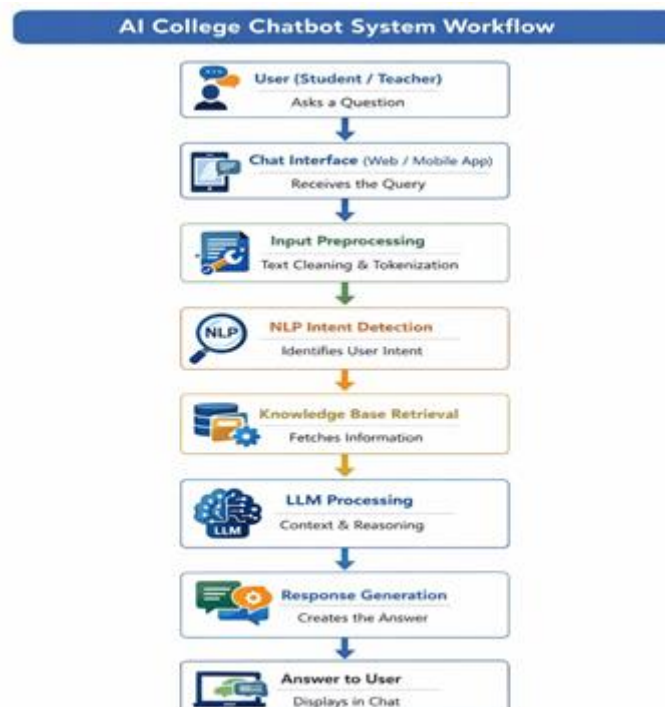 AI College Chatbot System Workflow
User (Student / Teacher)
Asks a Question
Chat Interface (Web / Mobile App)
Receives the Query
Input Preprocessing
Text Cleaning & Tokenization
NLP
NLP Intent Detection
Identifies User Intent
Knowledge Base Retrieval
Fetches Information
LLM
LLM Processing
Context & Reasoning
Response Generation
Creates the Answer
Answer to User
Displays in Chat